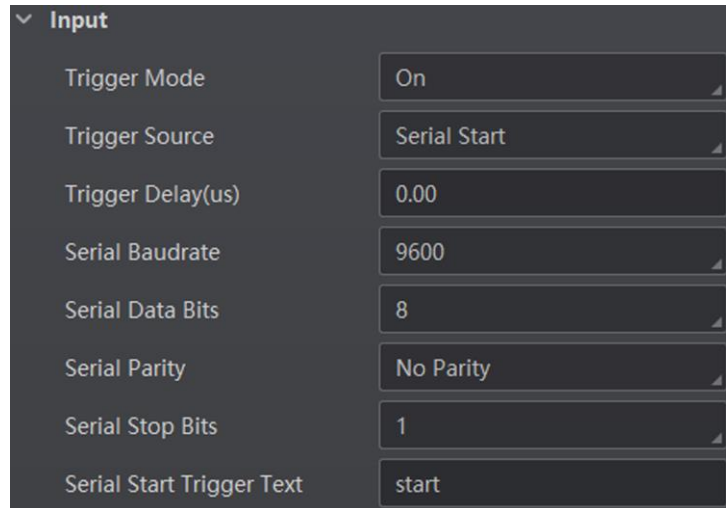 Input
Trigger Mode On
Trigger Source Serial Start
Trigger Delay(us) 0.00
Serial Baudrate 9600
Serial Data Bits 8
Serial Parity No Parity
Serial Stop Bits 1
Serial Start Trigger Text start